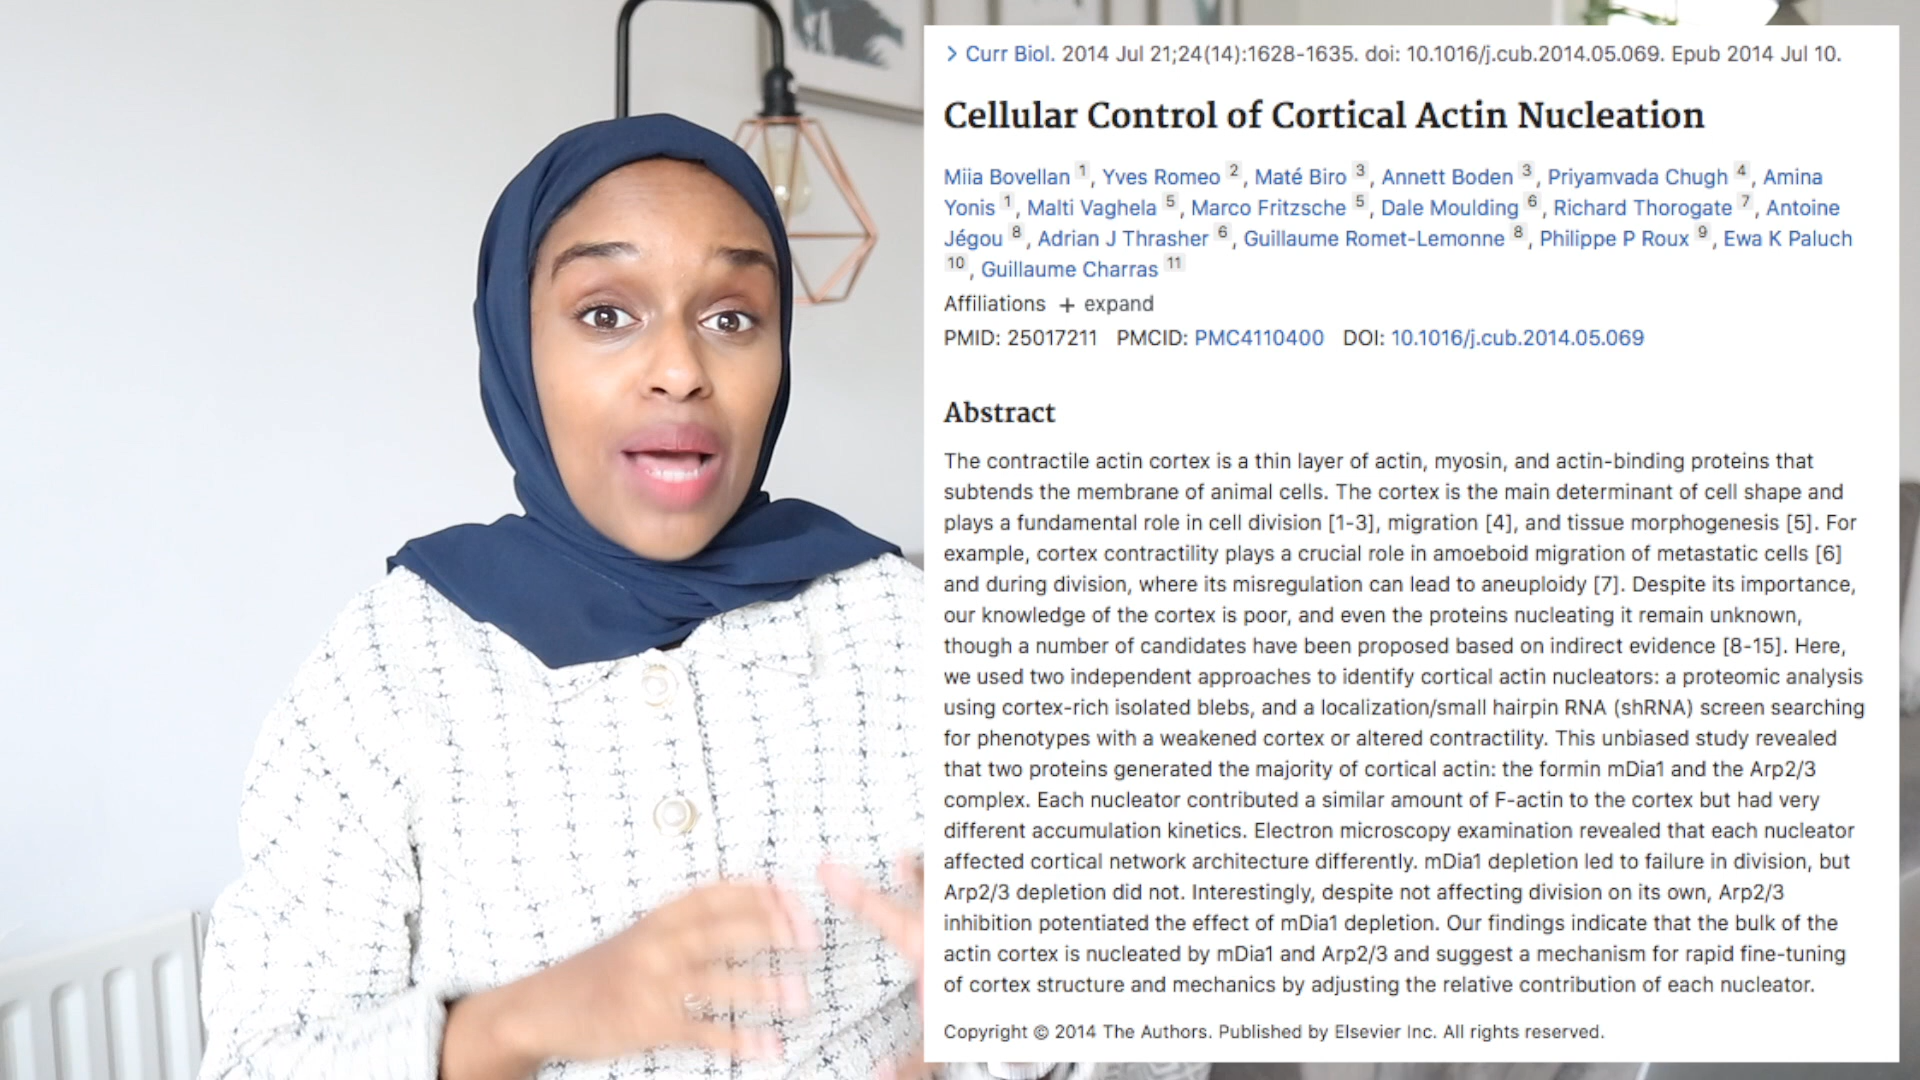 > Curr Biol. 2014 Jul 21;24(14):1628-1635. doi: 10.1016/j.cub.2014.05.069. Epub 2014 Jul 10.
Cellular Control of Cortical Actin Nucleation
Miia Bovellan 1, Yves Romeo 2, Maté Biro 3, Annett Boden 3, Priyamvada Chugh 4, Amina
Yonis 1, Malti Vaghela 5, Marco Fritzsche 5, Dale Moulding 6, Richard Thorogate 7, Antoine
Jégou 8, Adrian J Thrasher 6, Guillaume Romet-Lemonne 8, Philippe P Roux 9, Ewa K Paluch
10, Guillaume Charras 11
Affiliations + expand
PMID: 25017211 PMCID: PMC4110400 DOI: 10.1016/j.cub.2014.05.069
Abstract
The contractile actin cortex is a thin layer of actin, myosin, and actin-binding proteins that
subtends the membrane of animal cells. The cortex is the main determinant of cell shape and
plays a fundamental role in cell division [1-3], migration [4], and tissue morphogenesis [5]. For
example, cortex contractility plays a crucial role in amoeboid migration of metastatic cells [6]
and during division, where its misregulation can lead to aneuploidy [7]. Despite its importance,
our knowledge of the cortex is poor, and even the proteins nucleating it remain unknown,
though a number of candidates have been proposed based on indirect evidence [8-15]. Here,
we used two independent approaches to identify cortical actin nucleators: a proteomic analysis
using cortex-rich isolated blebs, and a localization/small hairpin RNA (shRNA) screen searching
for phenotypes with a weakened cortex or altered contractility. This unbiased study revealed
that two proteins generated the majority of cortical actin: the formin mDia1 and the Arp2/3
complex. Each nucleator contributed a similar amount of F-actin to the cortex but had very
different accumulation kinetics. Electron microscopy examination revealed that each nucleator
affected cortical network architecture differently. mDia1 depletion led to failure in division, but
Arp2/3 depletion did not. Interestingly, despite not affecting division on its own, Arp2/3
inhibition potentiated the effect of mDia1 depletion. Our findings indicate that the bulk of the
actin cortex is nucleated by mDia1 and Arp2/3 and suggest a mechanism for rapid fine-tuning
of cortex structure and mechanics by adjusting the relative contribution of each nucleator.
Copyright © 2014 The Authors. Published by Elsevier Inc. All rights reserved.